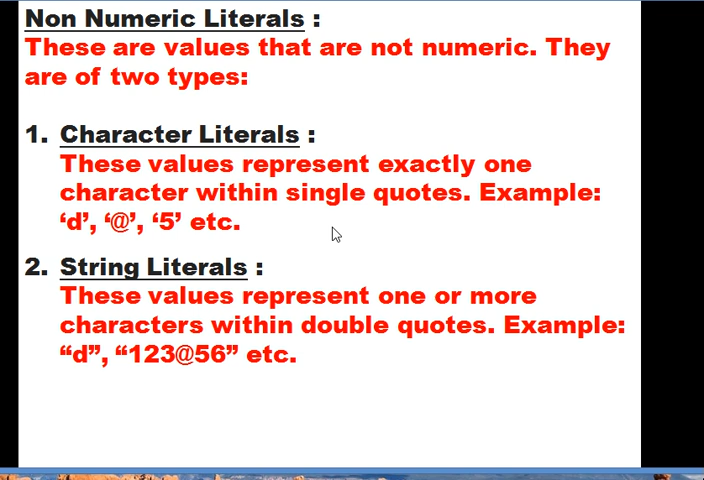 Non Numeric Literals :
These are values that are not numeric. They
are of two types:
1. Character Literals :
These values represent exactly one
character within single quotes. Example:
‘d’, ‘@’, ‘5’ etc.
2. String Literals :
These values represent one or more
characters within double quotes. Example:
“d”, “123@56” etc.